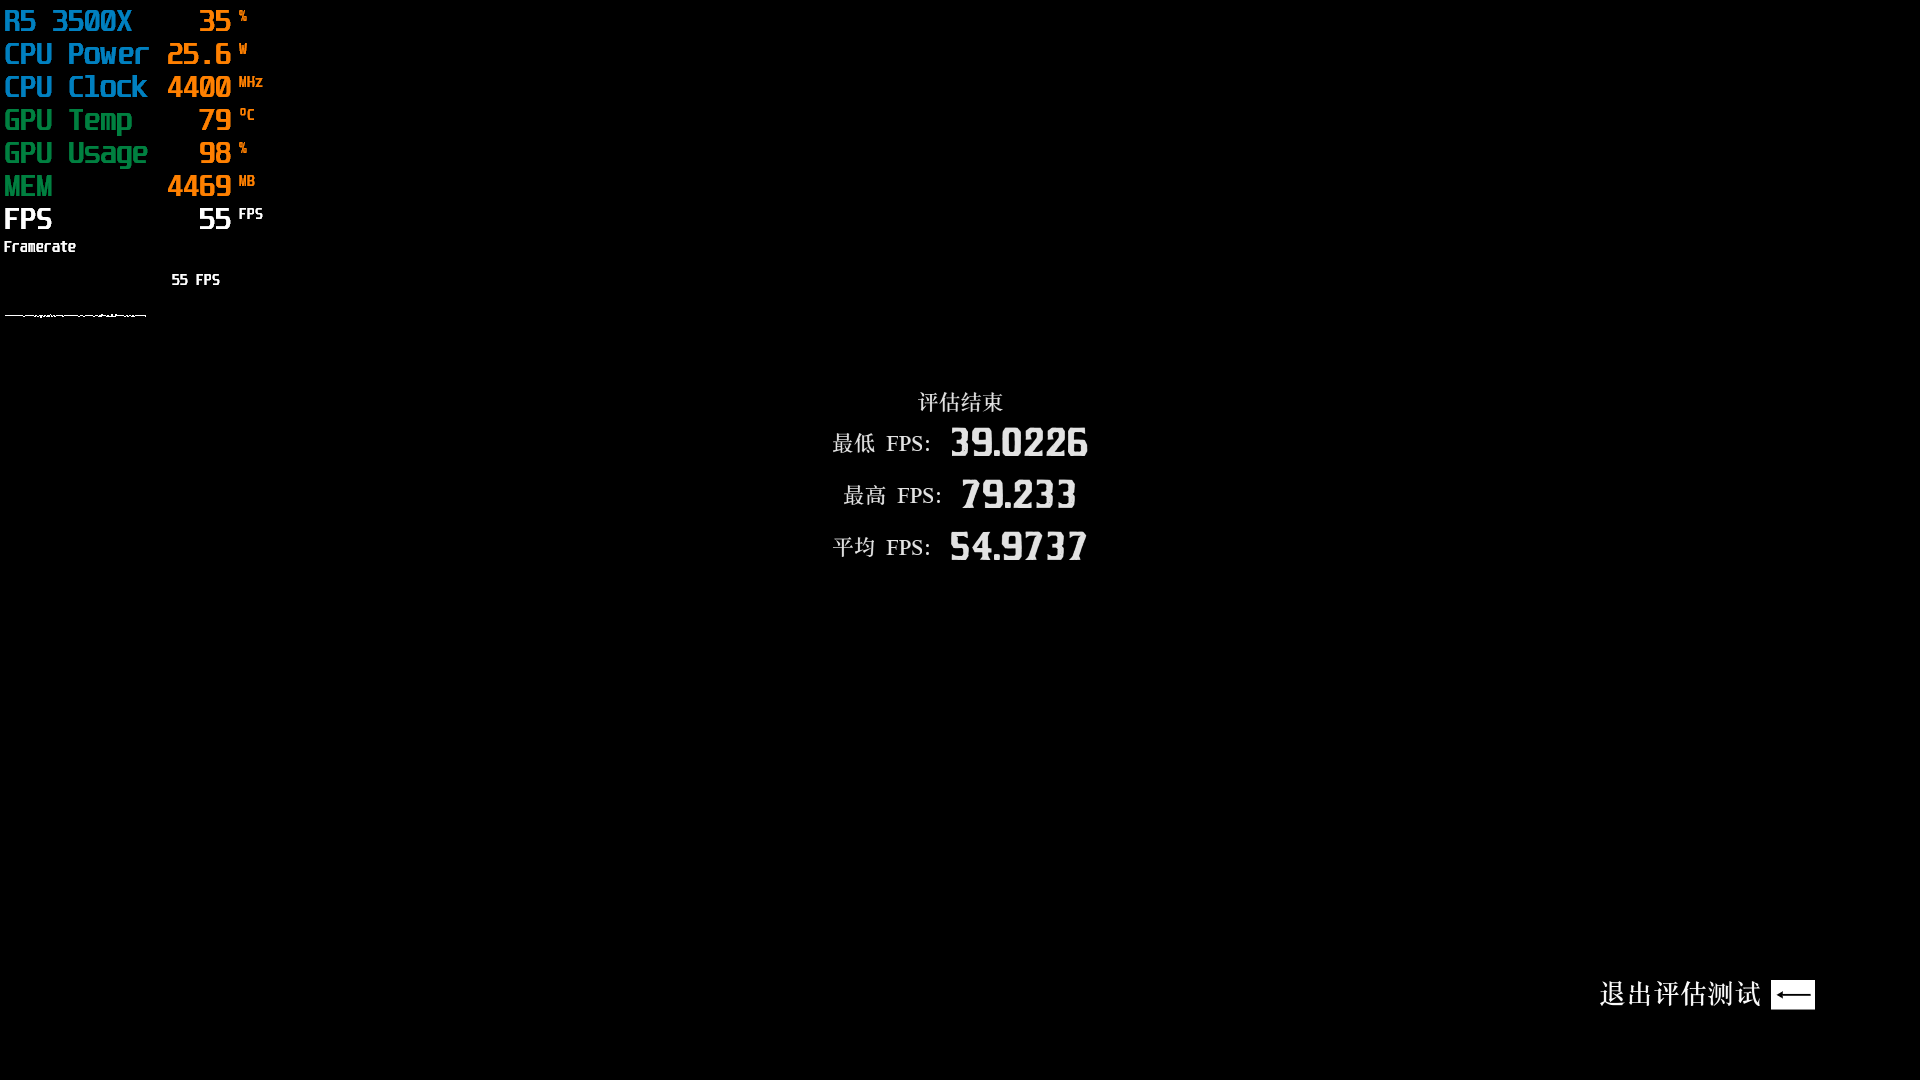 R5 3500X 35 %
CPU Power 25.6 W
CPU Clock 4400 MHz
GPU Temp 79 °C
GPU Usage 98 %
MEM 4469 MB
FPS 55 FPS
Framerate
55 FPS
评估结束
最低 FPS: 39.0226
最高 FPS: 79.233
平均 FPS: 54.9737
退出评估测试